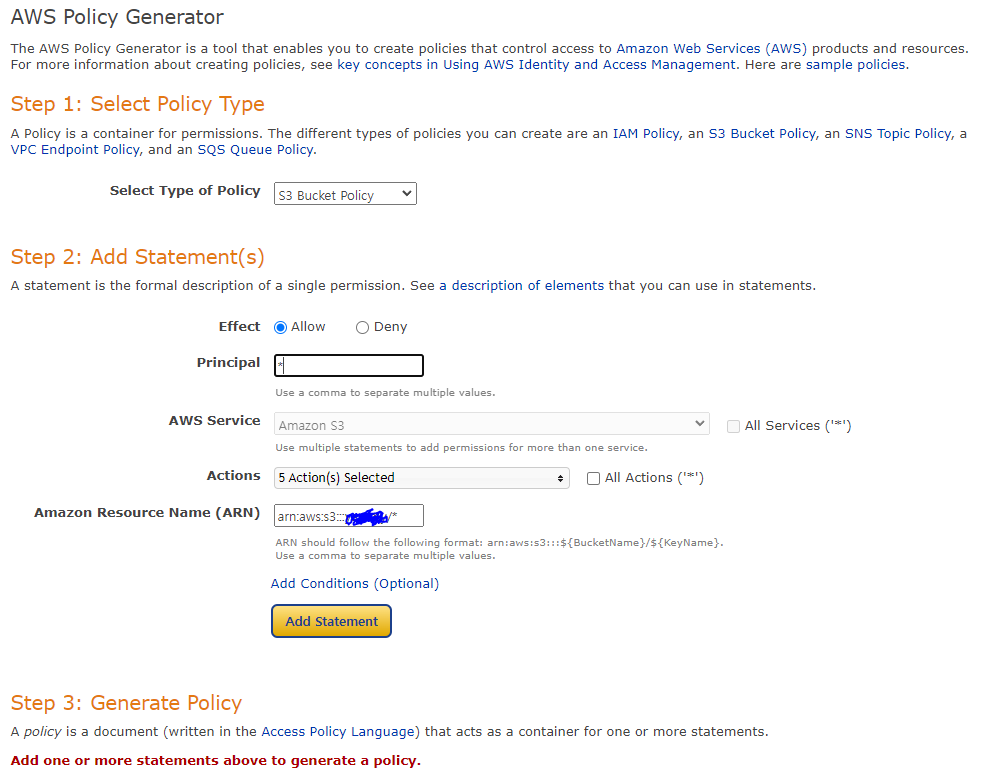 AWS Policy Generator
The AWS Policy Generator is a tool that enables you to create policies that control access to Amazon Web Services (AWS) products and resources.
For more information about creating policies, see key concepts in Using AWS Identity and Access Management. Here are sample policies.
Step 1: Select Policy Type
A Policy is a container for permissions. The different types of policies you can create are an IAM Policy, an S3 Bucket Policy, an SNS Topic Policy, a
VPC Endpoint Policy, and an SQS Queue Policy.
Select Type of Policy S3 Bucket Policy
Step 2: Add Statement(s)
A statement is the formal description of a single permission. See a description of elements that you can use in statements.
Effect Allow Deny
Principal *
Use a comma to separate multiple values.
AWS Service Amazon S3 All Services ('*')
Use multiple statements to add permissions for more than one service.
Actions 5 Action(s) Selected All Actions ('*')
Amazon Resource Name (ARN) arn:aws:s3::: /*
ARN should follow the following format: arn:aws:s3:::${BucketName}/${KeyName}.
Use a comma to separate multiple values.
Add Conditions (Optional)
Add Statement
Step 3: Generate Policy
A policy is a document (written in the Access Policy Language) that acts as a container for one or more statements.
Add one or more statements above to generate a policy.